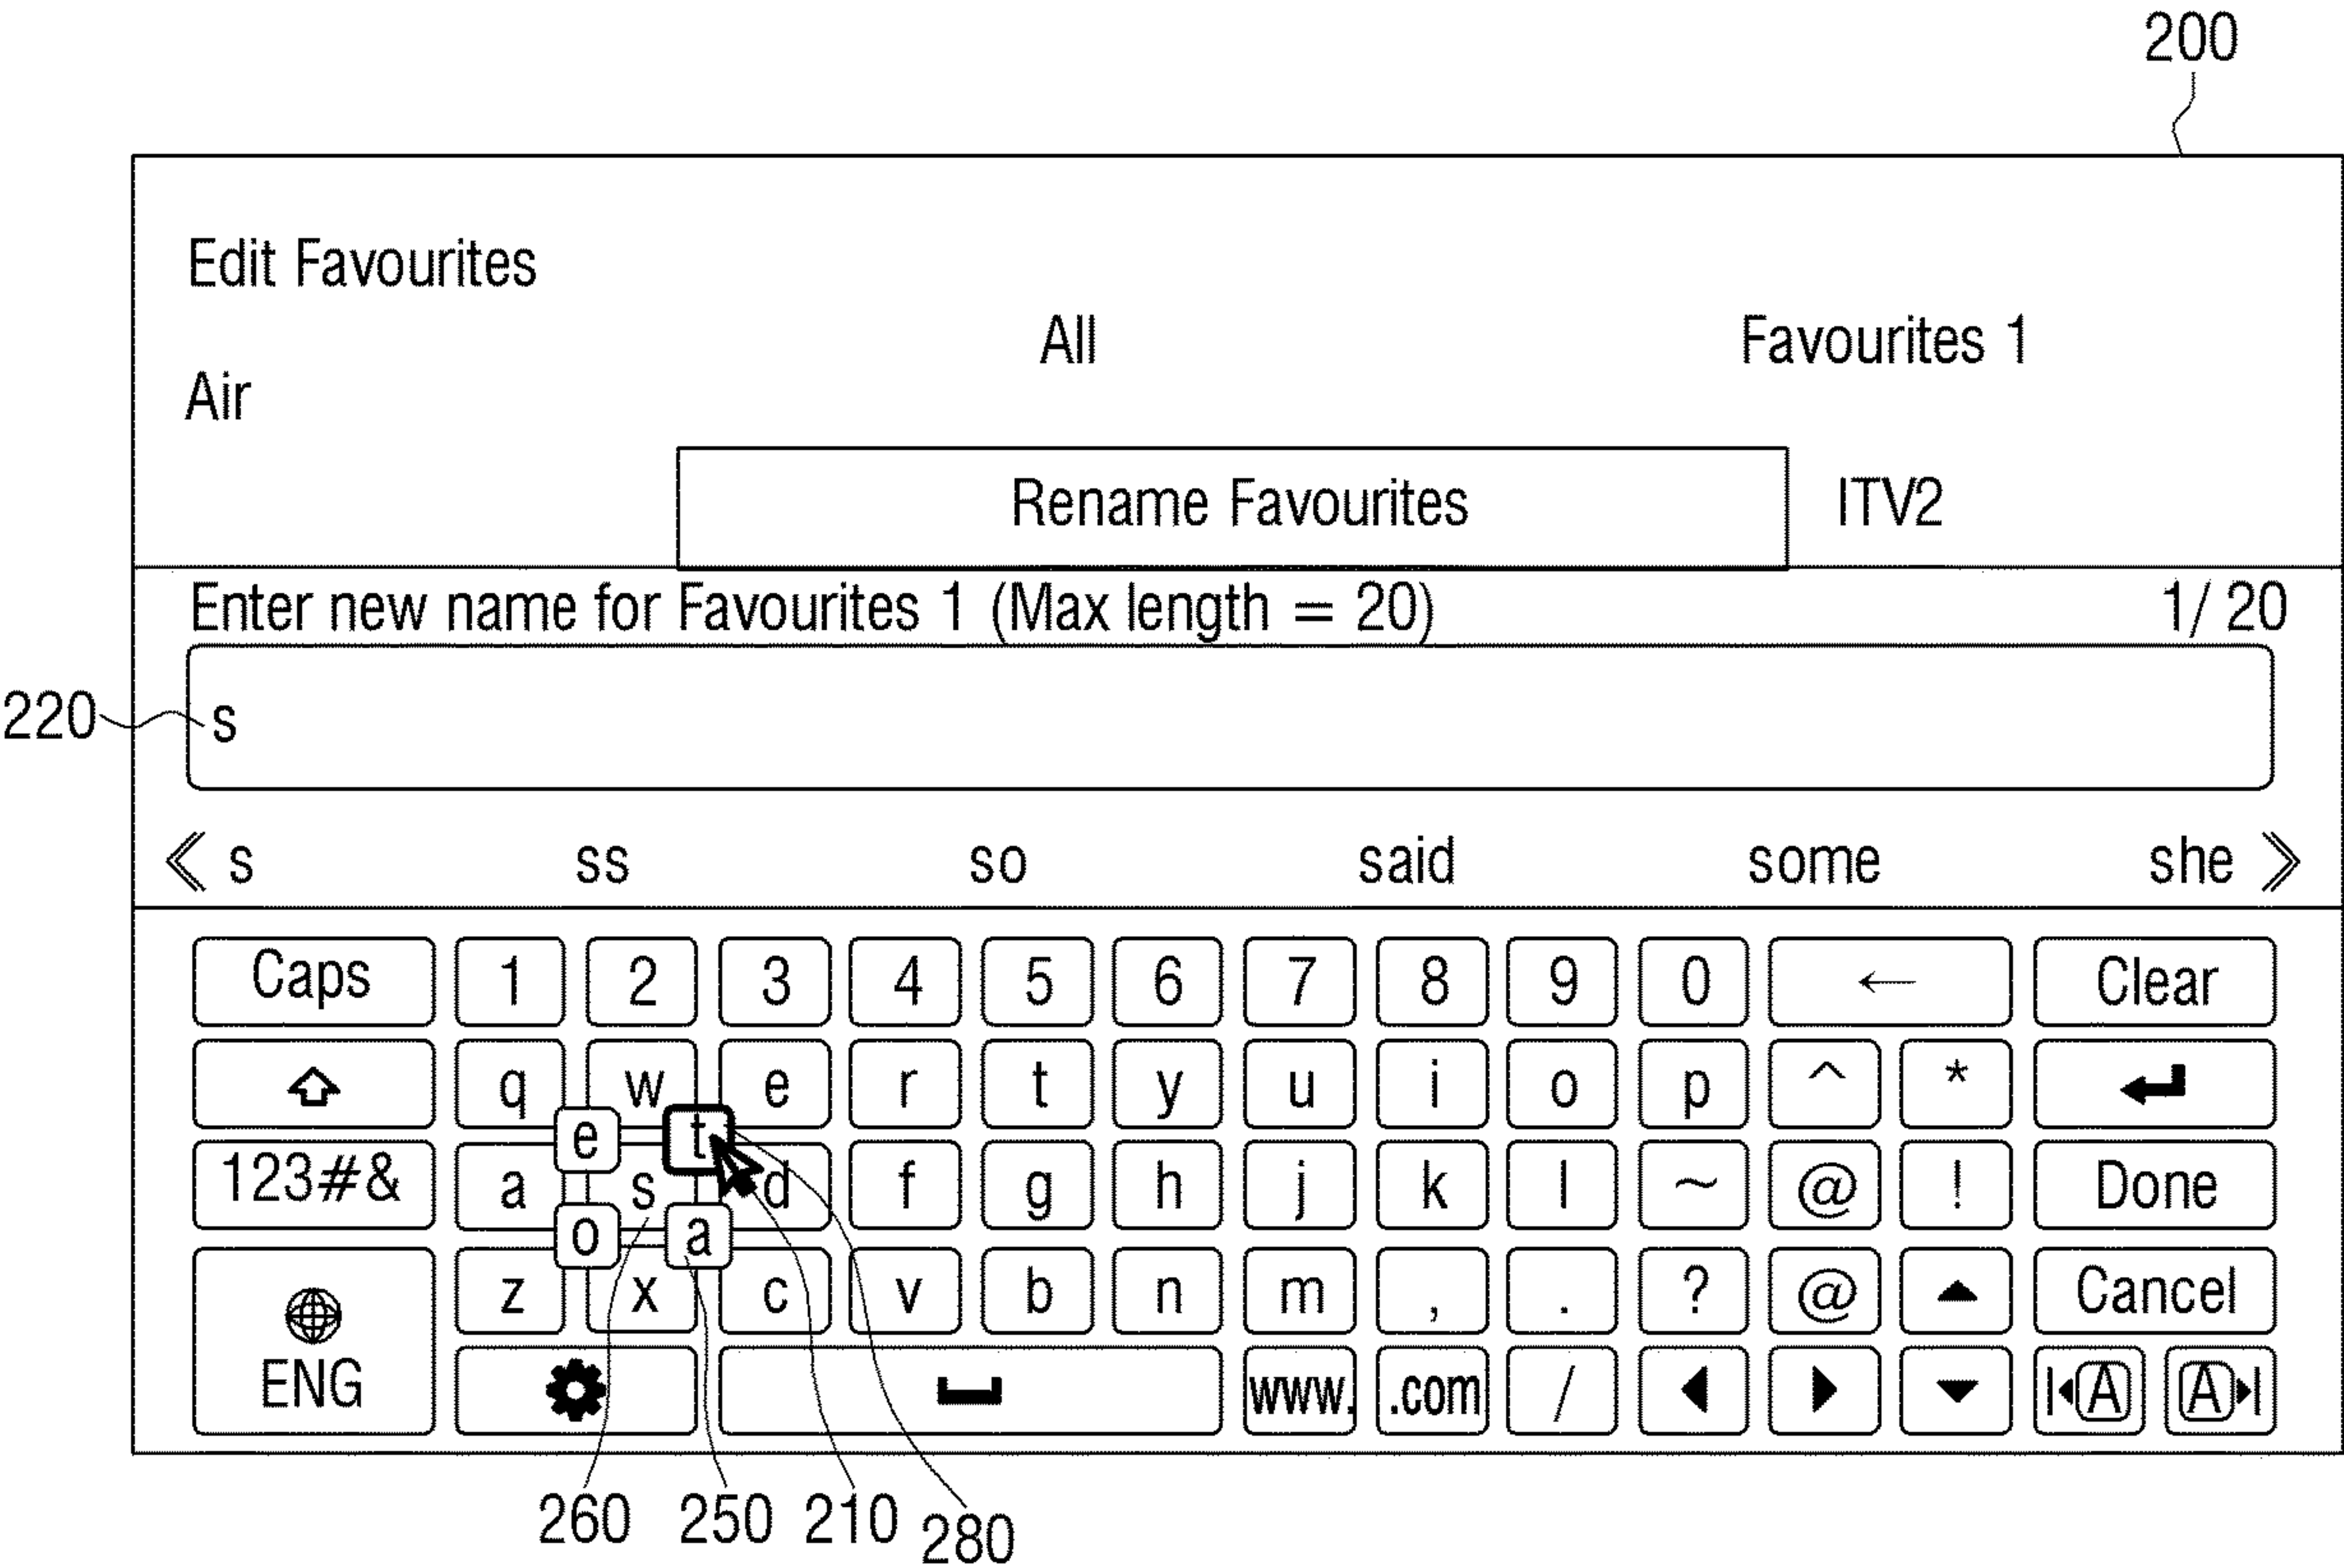 200
Edit Favourites
All Favourites 1
Air
Rename Favourites ITV2
Enter new name for Favourites 1 (Max length = 20) 1/ 20
220 s
《 s ss so said some she 》
Caps 1 2 3 4 5 6 7 8 9 0 ← Clear
q w e r t y u i o p ^ *
e t
123#& a s d f g h j k l ~ @ ! Done
o a
z x c v b n m , . ? @ Cancel
ENG www. .com / A A
260 250 210 280